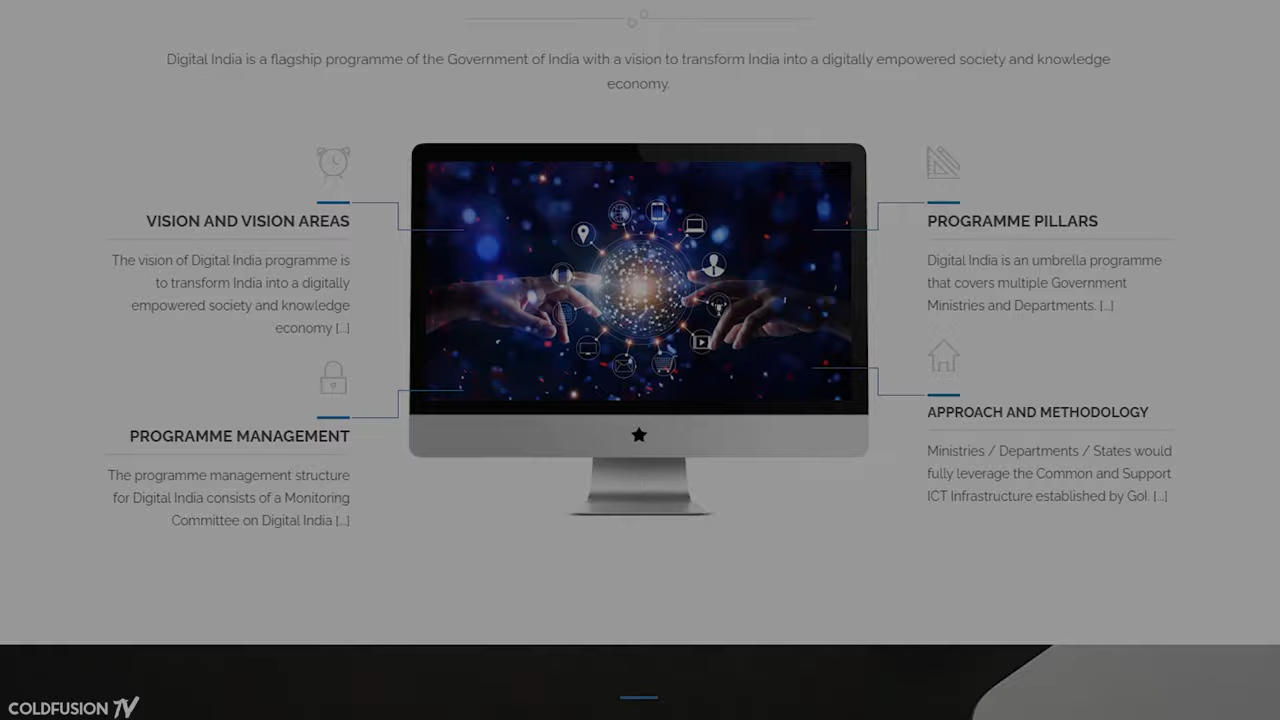 Digital India is a flagship programme of the Government of India with a vision to transform India into a digitally empowered society and knowledge
economy.
VISION AND VISION AREAS
The vision of Digital India programme is
to transform India into a digitally
empowered society and knowledge
economy [...]
PROGRAMME MANAGEMENT
The programme management structure
for Digital India consists of a Monitoring
Committee on Digital India [...]
PROGRAMME PILLARS
Digital India is an umbrella programme
that covers multiple Government
Ministries and Departments. [...]
APPROACH AND METHODOLOGY
Ministries / Departments / States would
fully leverage the Common and Support
ICT Infrastructure established by GoI. [...]
COLDFUSION TV